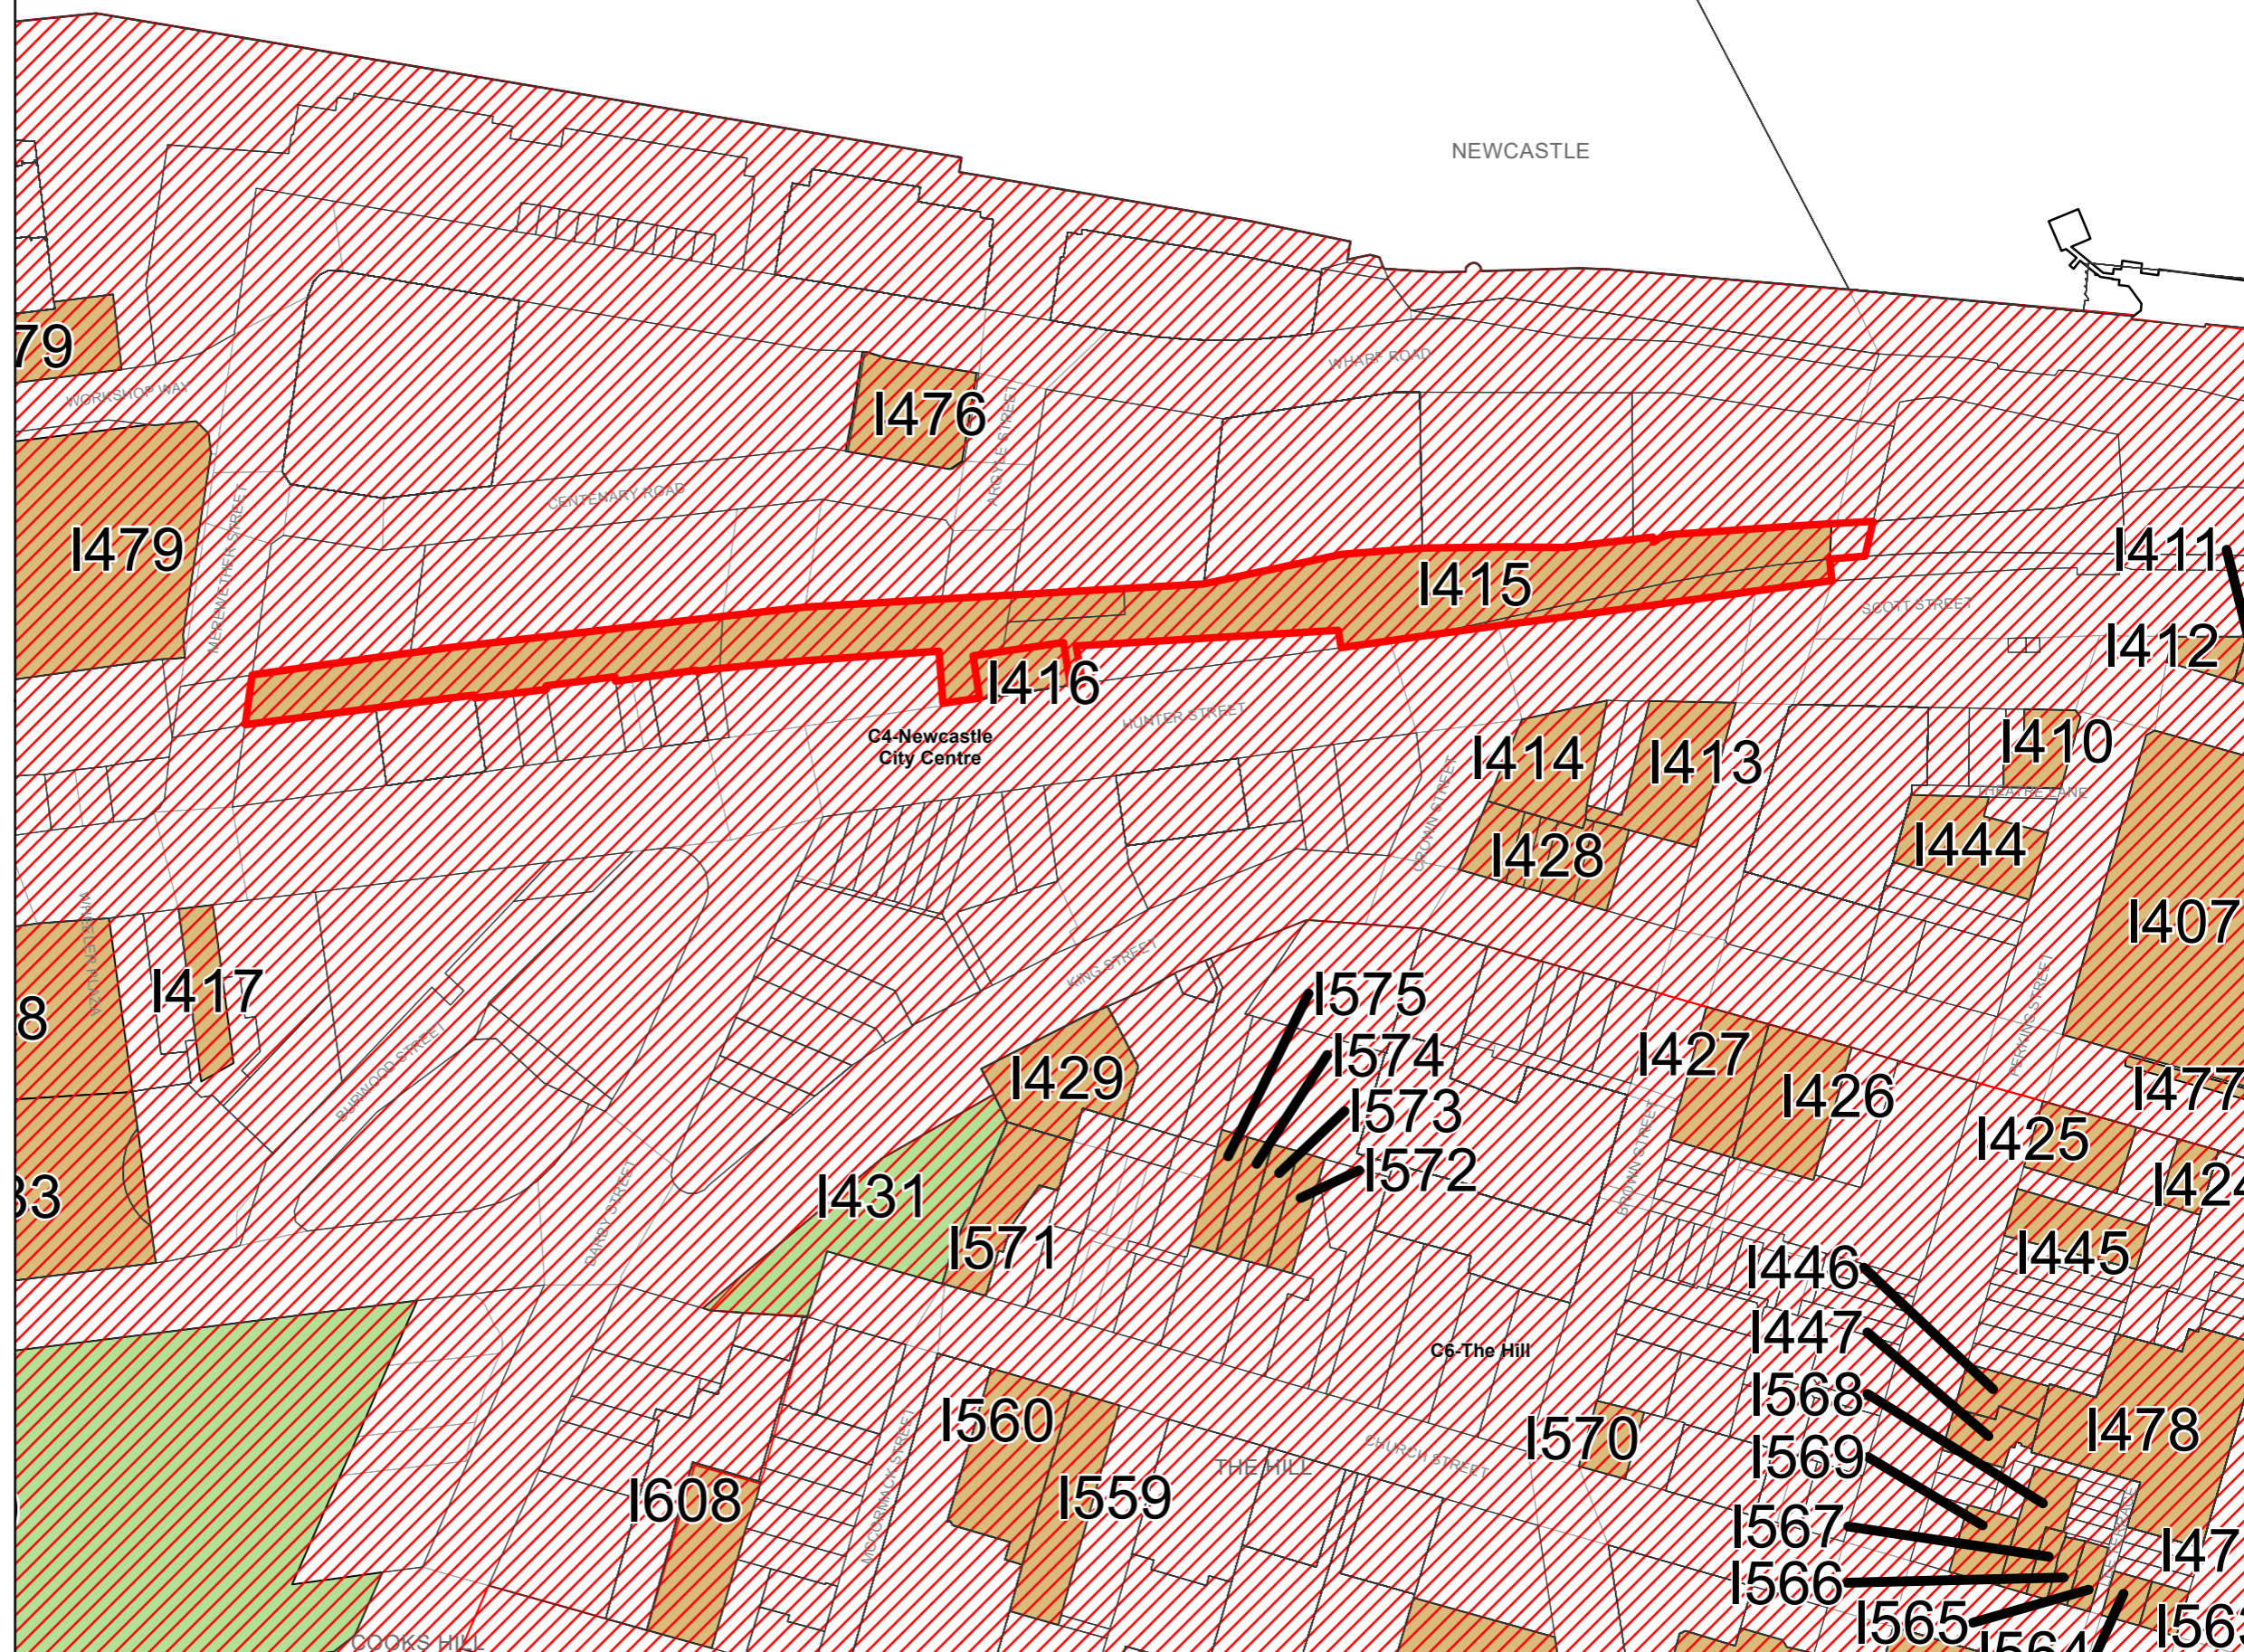 NEWCASTLE
79
WORKSHOP WAY
WHARF ROAD
I476
ARGYLE STREET
CENTENARY ROAD
I479
MEREWETHER STREET
I411
I415
SCOTT STREET
I412
I416
HUNTER STREET
C4-Newcastle
City Centre
I414
I413
I410
THEATRE LANE
CROWN STREET
I428
I444
I407
WHEELER PLAZA
KING STREET
I417
8
I575
PERKINS STREET
BURWOOD STREET
I574
I427
I429
I426
I477
I573
I425
BROWN STREET
I572
I424
33
I431
DARBY STREET
I571
I445
I446
I447
C6-The Hill
I568
I560
I478
I570
CHURCH STREET
I569
THE HILL
MCCORMACK STREET
I559
I608
I567
I47
I566
I565
I563
I564
COOKS HILL